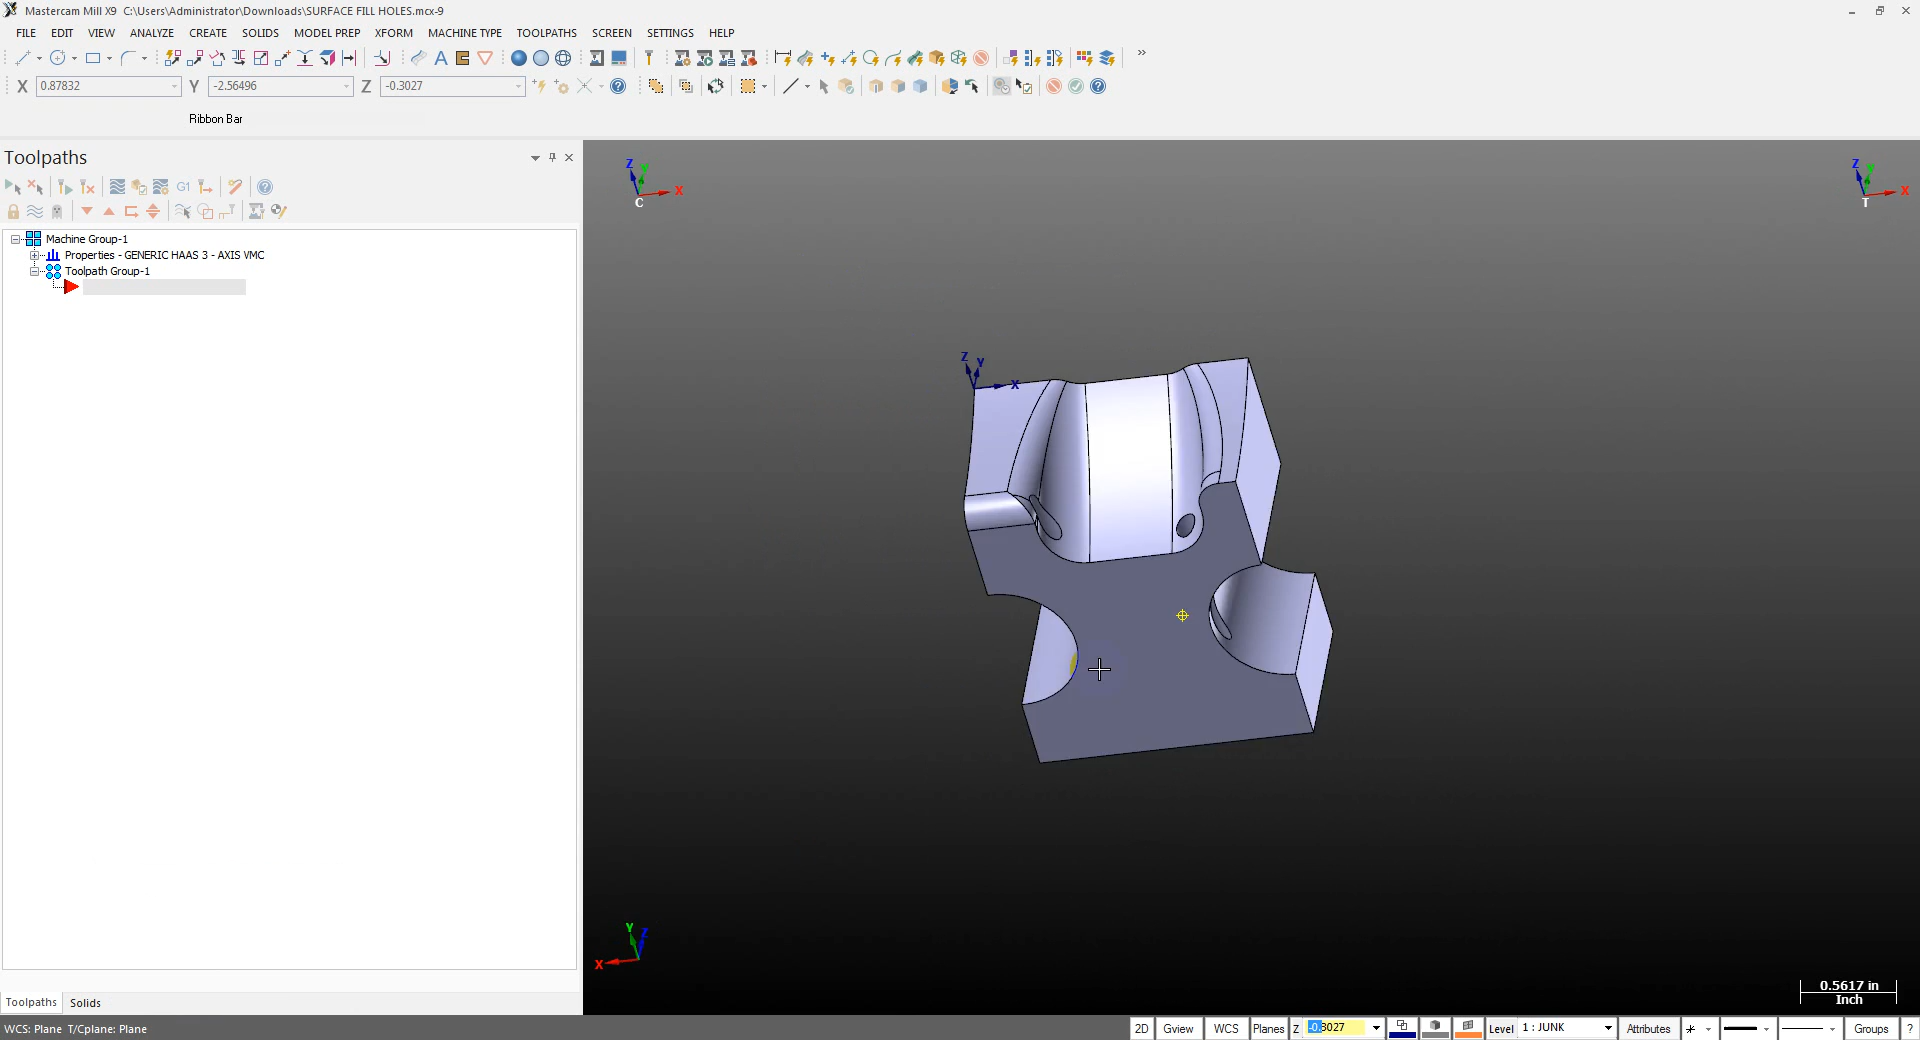 Mastercam Mill X9 C:\Users\Administrator\Downloads\SURFACE FILL HOLES.mcx-9
FILE EDIT VIEW ANALYZE CREATE SOLIDS MODEL PREP XFORM MACHINE TYPE TOOLPATHS SCREEN SETTINGS HELP
X 0.87832 Y -2.56496 Z -0.3027
Ribbon Bar
Toolpaths
G1
Machine Group-1
Properties - GENERIC HAAS 3 - AXIS VMC
Toolpath Group-1
Z Y X
C
Z Y X
T
Z Y X
Y Z
X
0.5617 in
Inch
Toolpaths Solids
WCS: Plane T/Cplane: Plane
2D Gview WCS Planes Z -0.3027 Level 1 : JUNK Attributes Groups ?